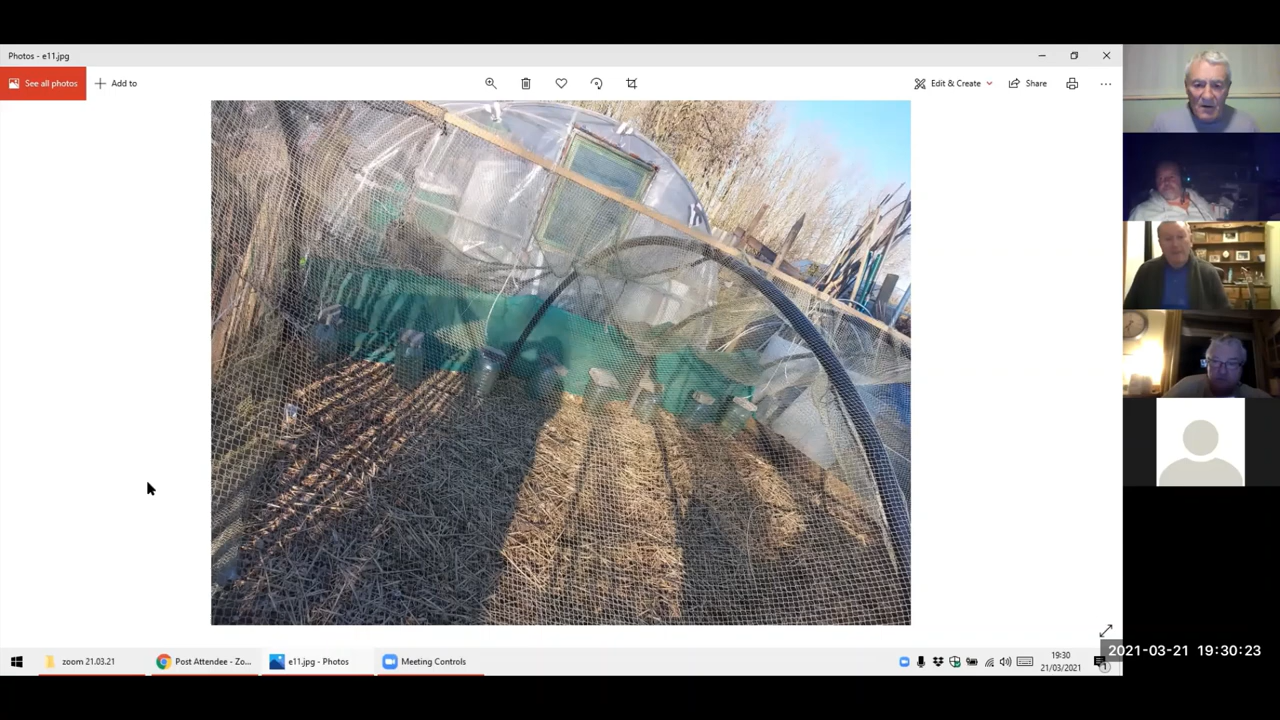 Photos - e11.jpg
See all photos
Add to
Edit & Create
Share
zoom 21.03.21
Post Attendee - Zo...
e11.jpg - Photos
Meeting Controls
19:30
21/03/2021
1
2021-03-21 19:30:23